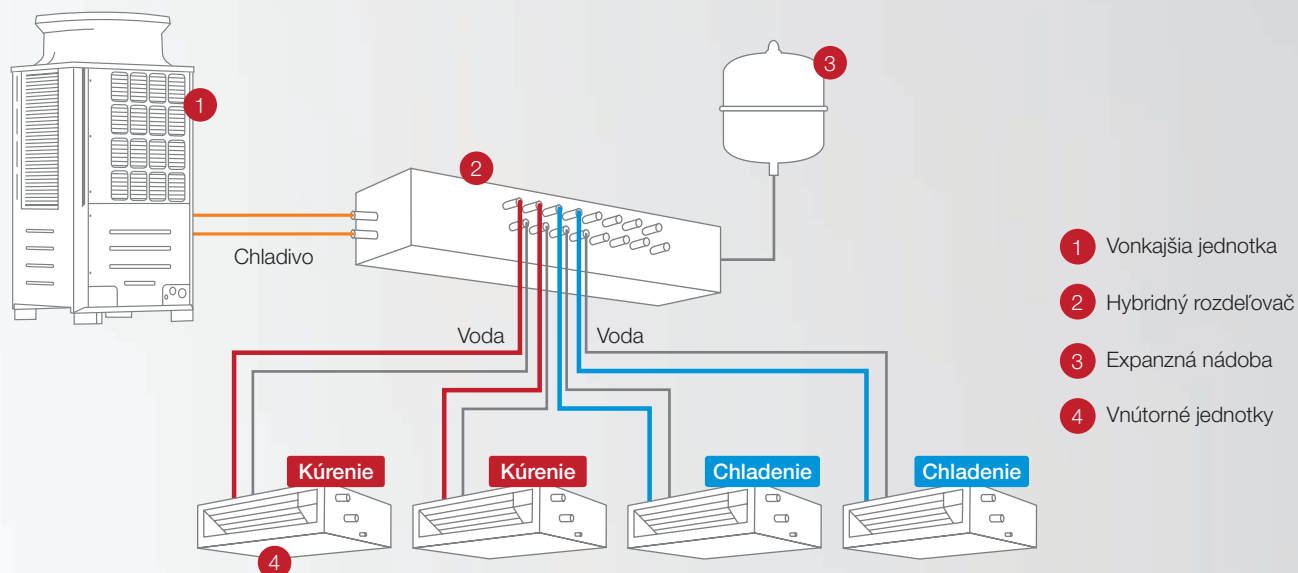 1
3
2
Chladivo
Voda
Voda
Kúrenie
Kúrenie
Chladenie
Chladenie
4
1 Vonkajšia jednotka
2 Hybridný rozdeľovač
3 Expanzná nádoba
4 Vnútorné jednotky